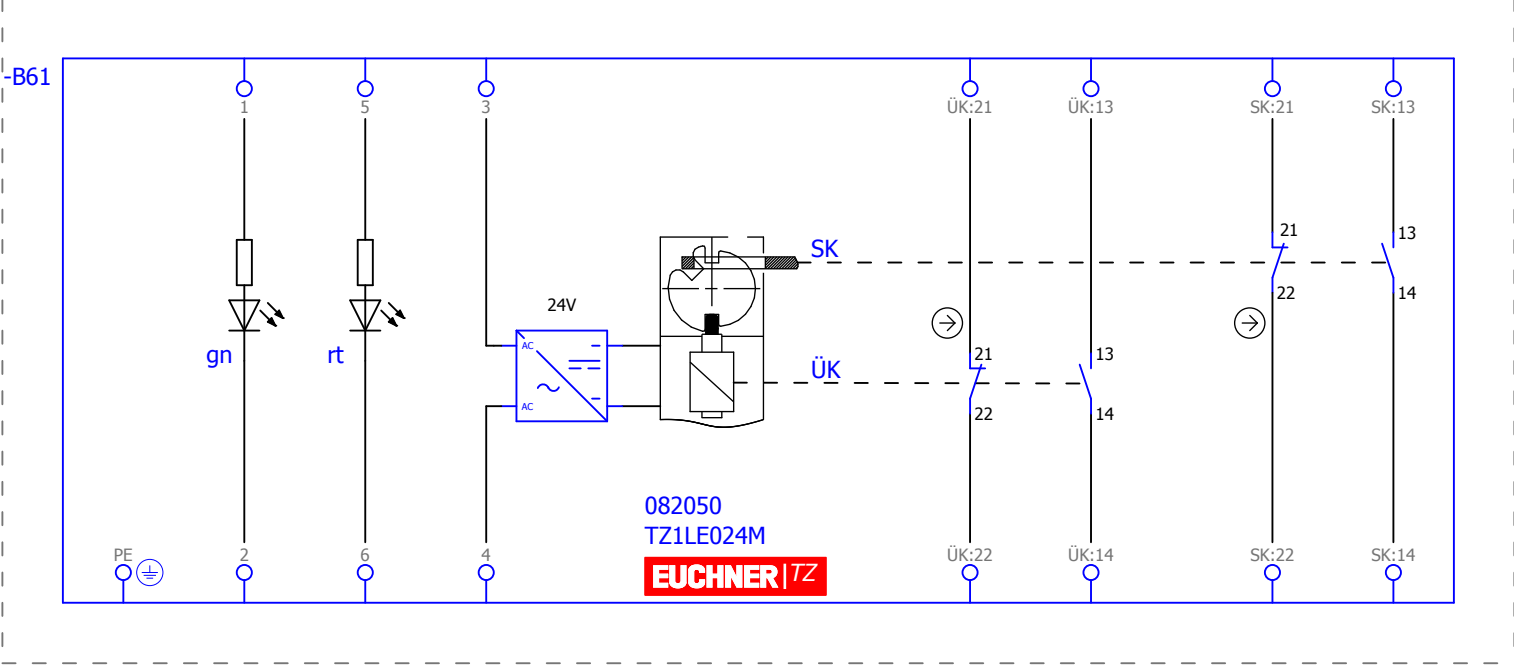 -B61
1
5
3
ÜK:21
ÜK:13
SK:21
SK:13
21
13
SK
22
14
24V
gn
rt
AC
AC
21
13
ÜK
22
14
082050
TZ1LE024M
EUCHNER|TZ
PE
2
6
4
ÜK:22
ÜK:14
SK:22
SK:14